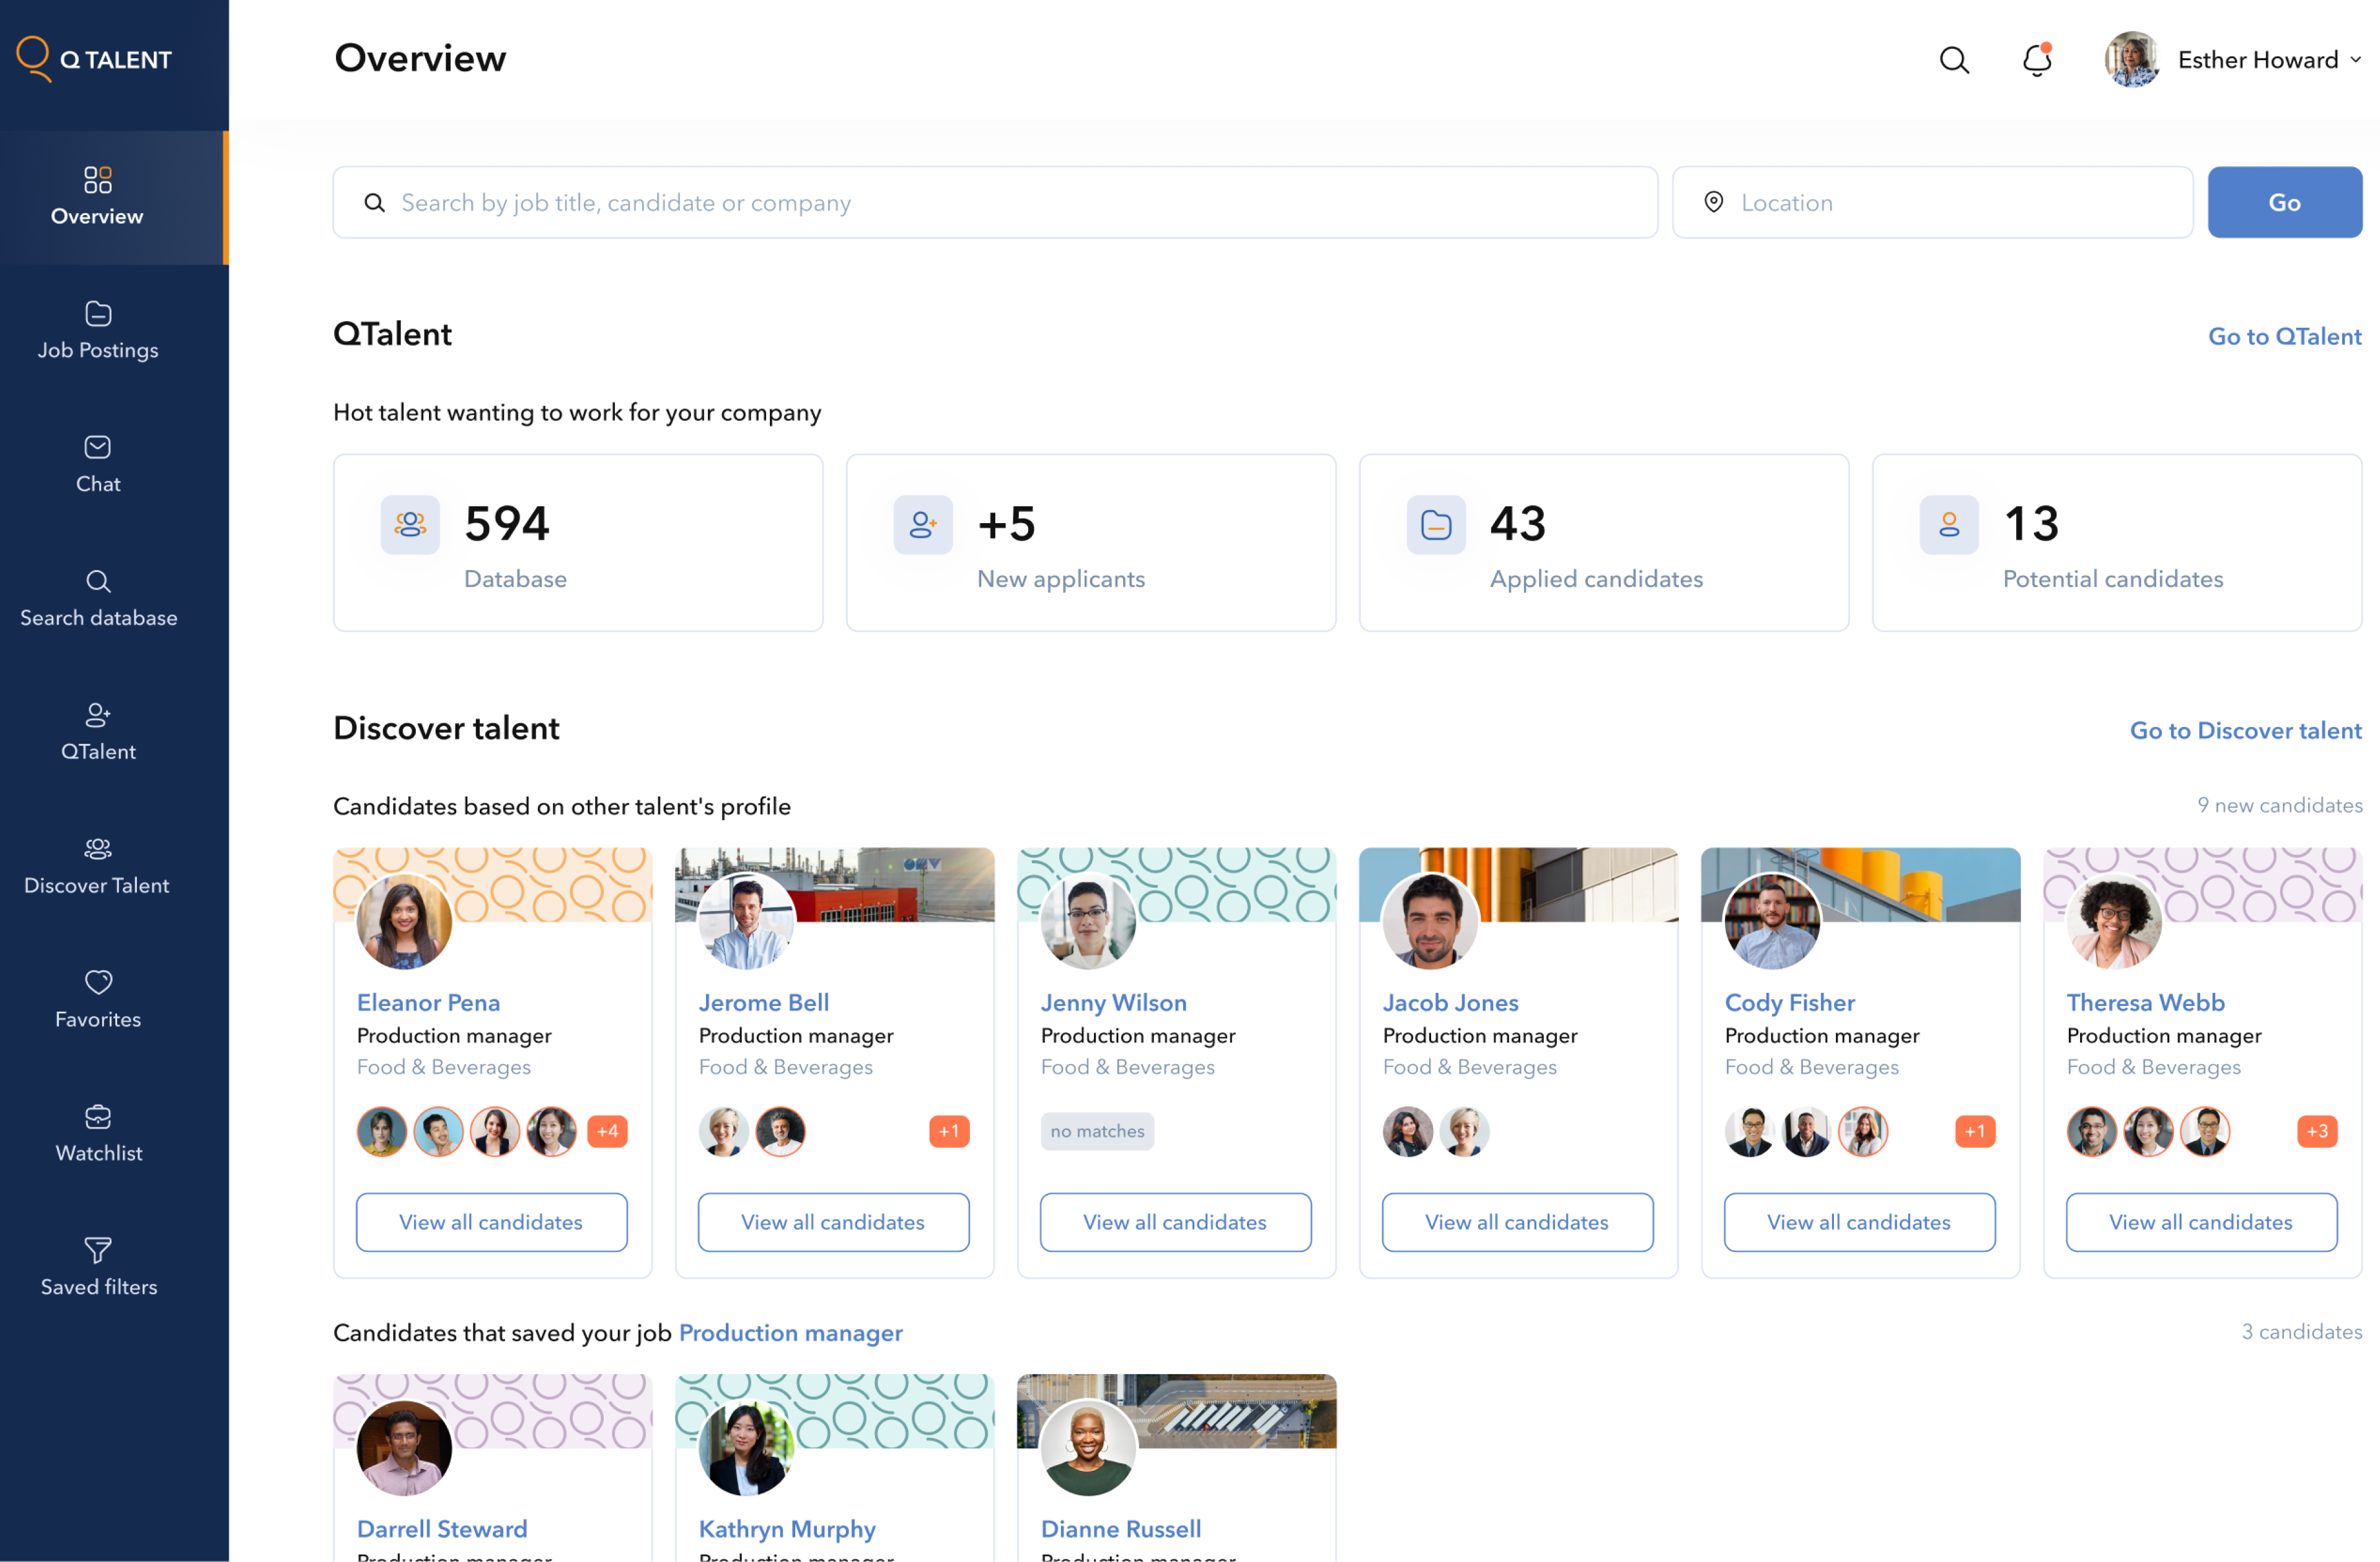 Q TALENT
Overview
Job Postings
Chat
Search database
QTalent
Discover Talent
Favorites
Watchlist
Saved filters
Overview
Esther Howard
Search by job title, candidate or company
Location
Go
QTalent
Go to QTalent
Hot talent wanting to work for your company
594
Database
+5
New applicants
43
Applied candidates
13
Potential candidates
Discover talent
Go to Discover talent
Candidates based on other talent's profile
9 new candidates
OMV
Eleanor Pena
Production manager
Food & Beverages
+4
View all candidates
Jerome Bell
Production manager
Food & Beverages
+1
View all candidates
Jenny Wilson
Production manager
Food & Beverages
no matches
View all candidates
Jacob Jones
Production manager
Food & Beverages
View all candidates
Cody Fisher
Production manager
Food & Beverages
+1
View all candidates
Theresa Webb
Production manager
Food & Beverages
+3
View all candidates
Candidates that saved your job Production manager
3 candidates
Darrell Steward
Production manager
Kathryn Murphy
Production manager
Dianne Russell
Production manager